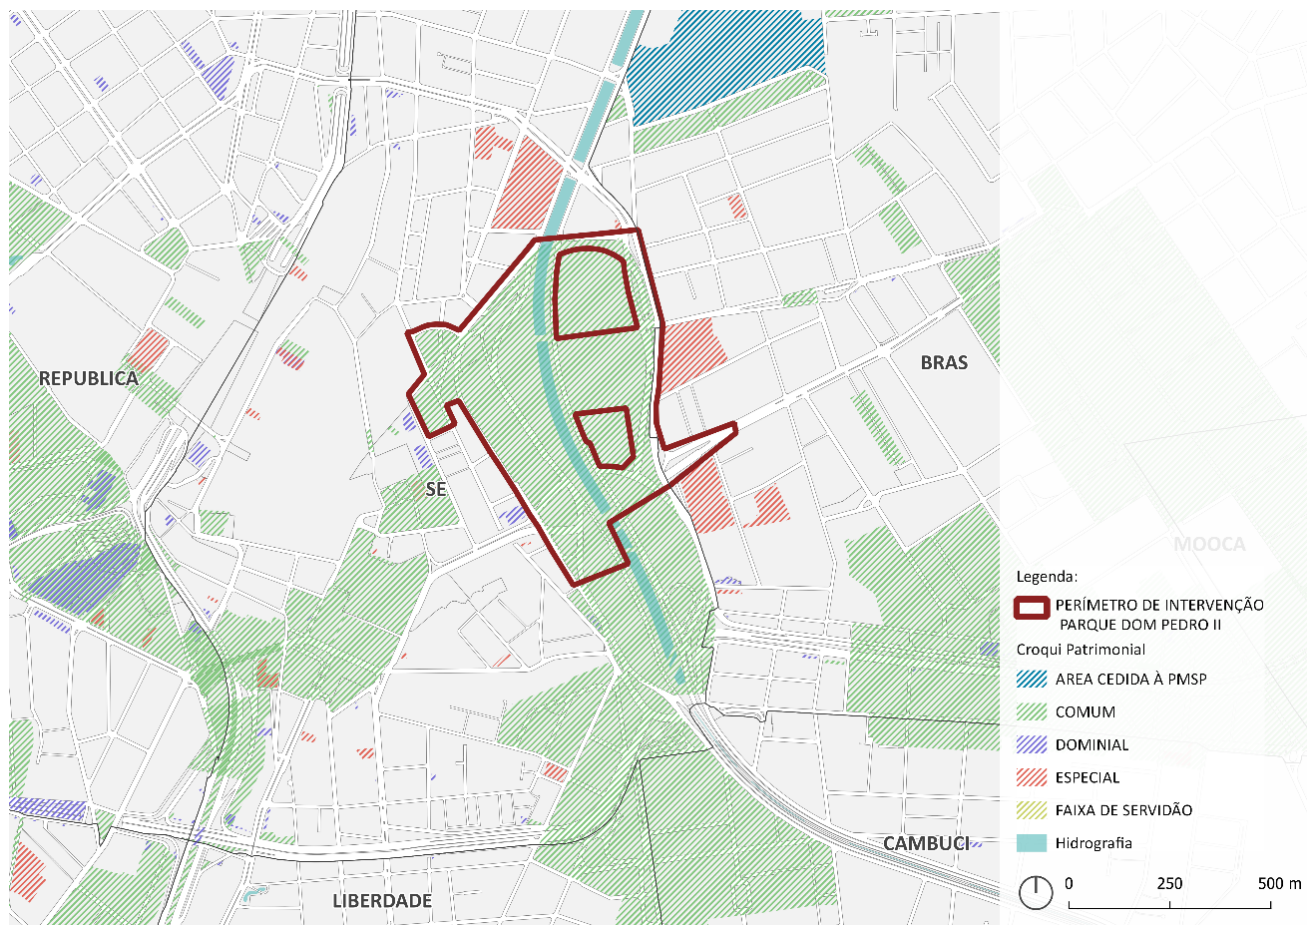 BRAS
REPUBLICA
SE
MOOCA
Legenda:
PERÍMETRO DE INTERVENÇÃO
PARQUE DOM PEDRO II
Croqui Patrimonial
AREA CEDIDA À PMSP
COMUM
DOMINIAL
ESPECIAL
FAIXA DE SERVIDÃO
Hidrografia
CAMBUCI
LIBERDADE
0 250 500 m